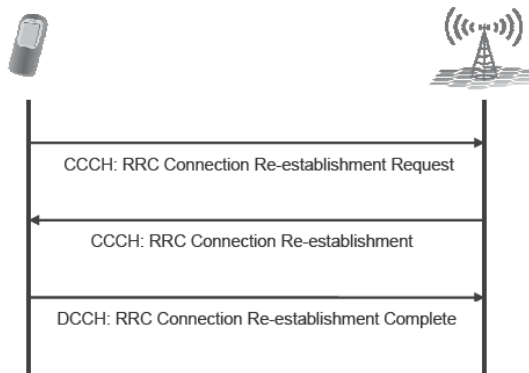 CCCH: RRC Connection Re-establishment Request
CCCH: RRC Connection Re-establishment
DCCH: RRC Connection Re-establishment Complete